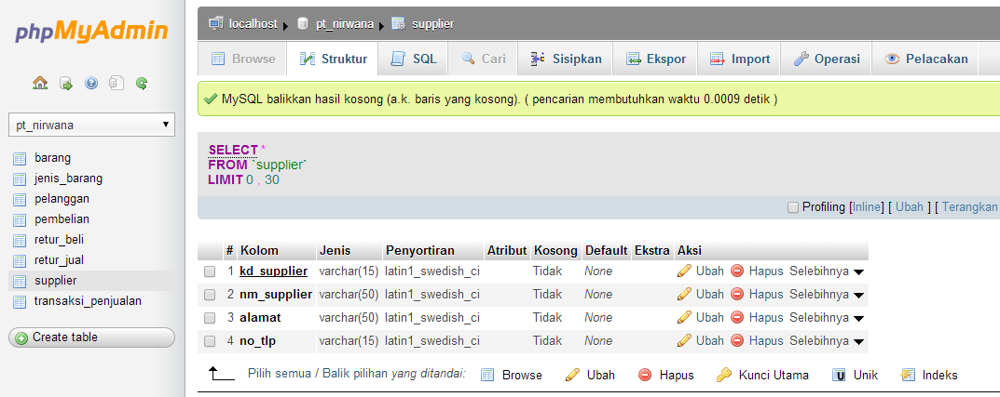 phpMyAdmin
pt_nirwana
barang
jenis_barang
pelanggan
pembelian
retur_beli
retur_jual
supplier
transaksi_penjualan
Create table
localhost pt_nirwana supplier
Browse Struktur SQL Cari Sisipkan Ekspor Import Operasi Pelacakan
MySQL balikkan hasil kosong (a.k. baris yang kosong). ( pencarian membutuhkan waktu 0.0009 detik )
SELECT *
FROM `supplier`
LIMIT 0 , 30
Profiling [Inline] [ Ubah ] [ Terangkan
# Kolom Jenis Penyortiran Atribut Kosong Default Ekstra Aksi
1 kd_supplier varchar(15) latin1_swedish_ci Tidak None Ubah Hapus Selebihnya
2 nm_supplier varchar(50) latin1_swedish_ci Tidak None Ubah Hapus Selebihnya
3 alamat varchar(50) latin1_swedish_ci Tidak None Ubah Hapus Selebihnya
4 no_tlp varchar(15) latin1_swedish_ci Tidak None Ubah Hapus Selebihnya
Pilih semua / Balik pilihan yang ditandai: Browse Ubah Hapus Kunci Utama Unik Indeks